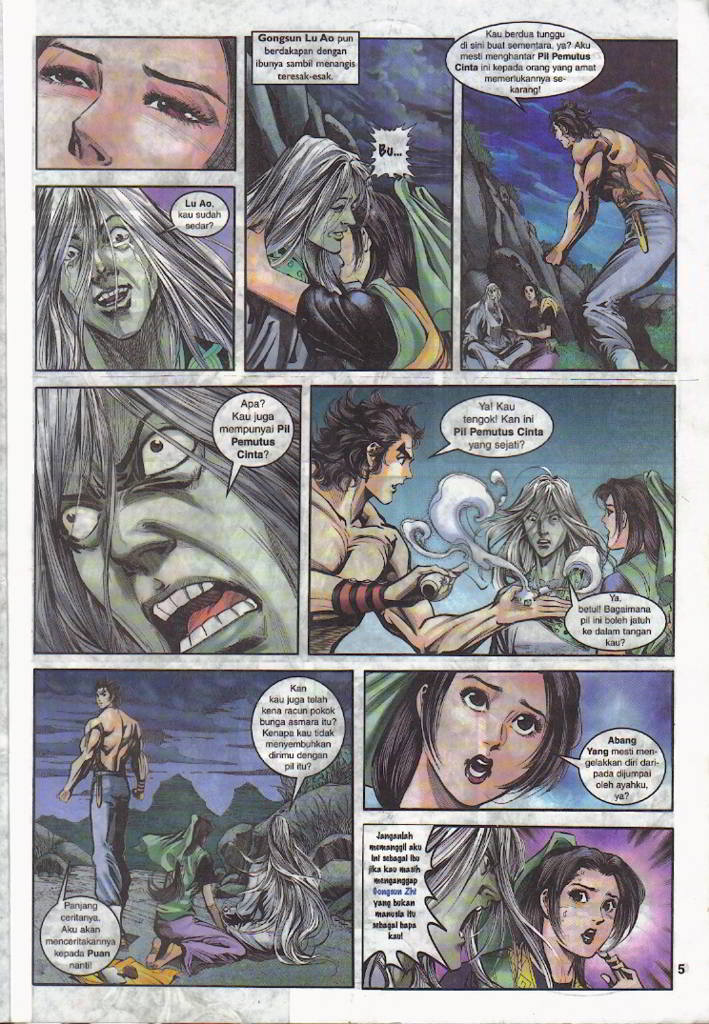 Gongsun Lu Ao pun
berdakapan dengan
ibunya sambil menangis
teresak-esak.
Bu...
Kau berdua tunggu
di sini buat sementara, ya? Aku
mesti menghantar Pil Pemutus
Cinta ini kepada orang yang amat
memerlukannya se-
karang!
Lu Ao,
kau sudah
sedar?
Apa?
Kau juga
mempunyai Pil
Pemutus
Cinta?
Ya! Kau
tengok! Kan ini
Pil Pemutus Cinta
yang sejati?
Ya,
betul! Bagaimana
pil ini boleh jatuh
ke dalam tangan
kau?
Kan
kau juga telah
kena racun pokok
bunga asmara itu?
Kenapa kau tidak
menyembuhkan
dirimu dengan
pil itu?
Panjang
ceritanya.
Aku akan
menceritakannya
kepada Puan
nanti!
Abang
Yang mesti men-
gelakkan diri dari-
pada dijumpai
oleh ayahku,
ya?
Janganlah
memanggil aku
ini sebagai ibu
jika kau masih
menganggap
Gongsun Zhi
yang bukan
manusia itu
sebagai bapa
kau!
5